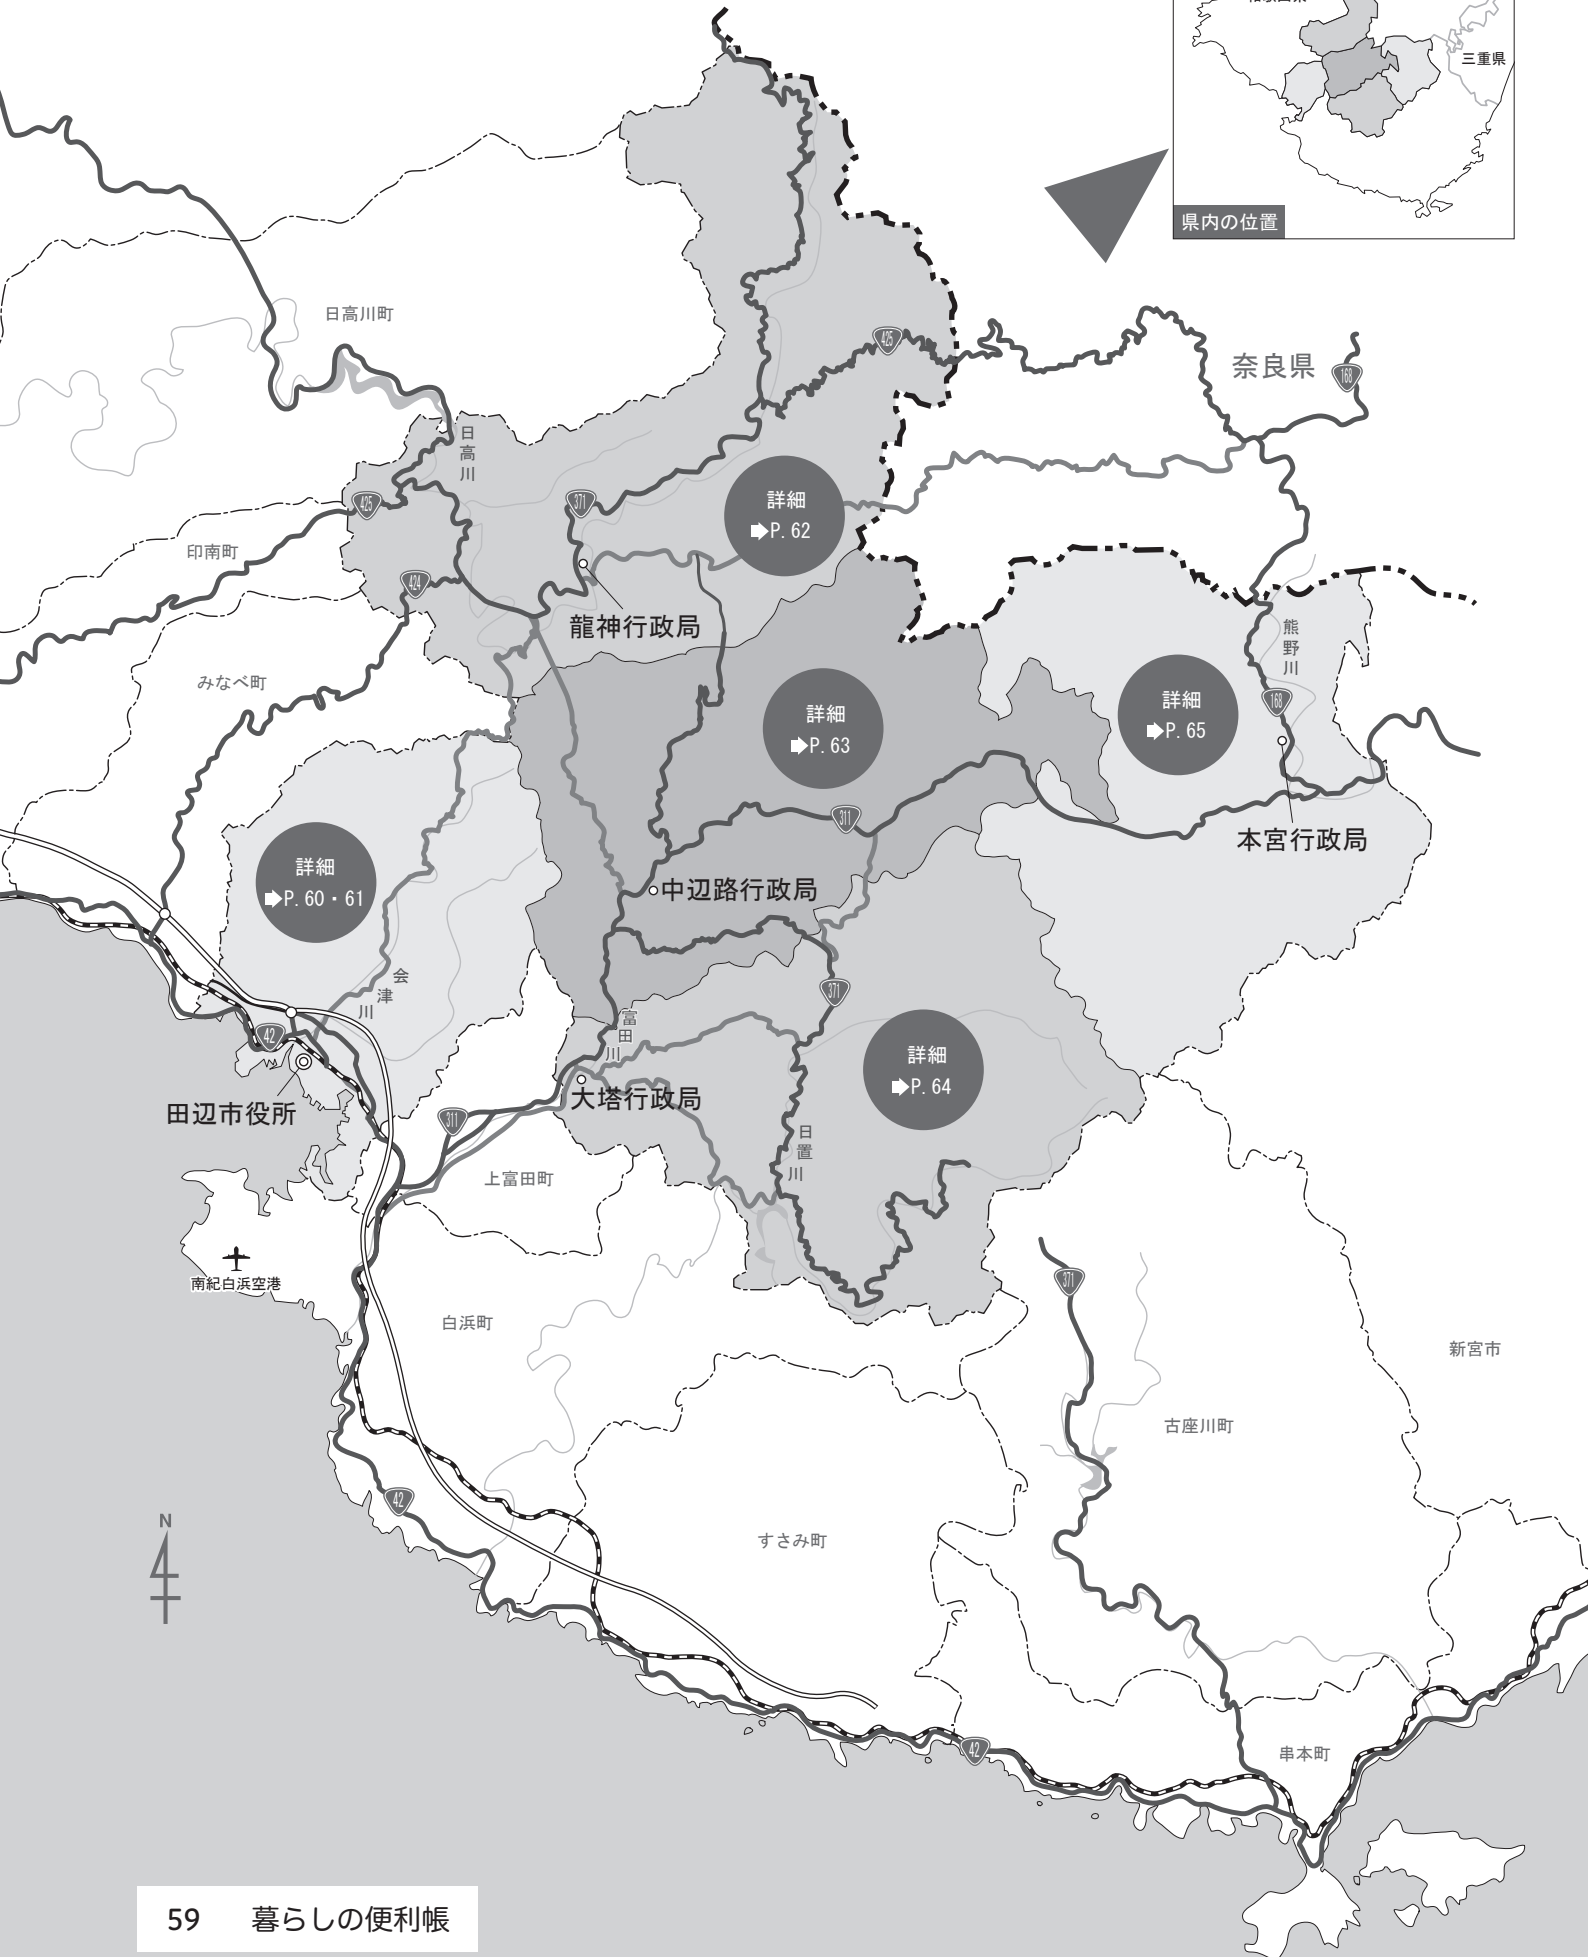 三重県
県内の位置
日高川町
425
奈良県
168
日高川
371
425
詳細
➡P. 62
印南町
424
龍神行政局
熊野川
みなべ町
詳細
➡P. 63
詳細
➡P. 65
168
311
本宮行政局
詳細
➡P. 60・61
中辺路行政局
会津川
371
富田川
42
詳細
➡P. 64
田辺市役所
大塔行政局
311
日置川
上富田町
南紀白浜空港
371
白浜町
新宮市
古座川町
42
N
すさみ町
42
串本町
59 暮らしの便利帳